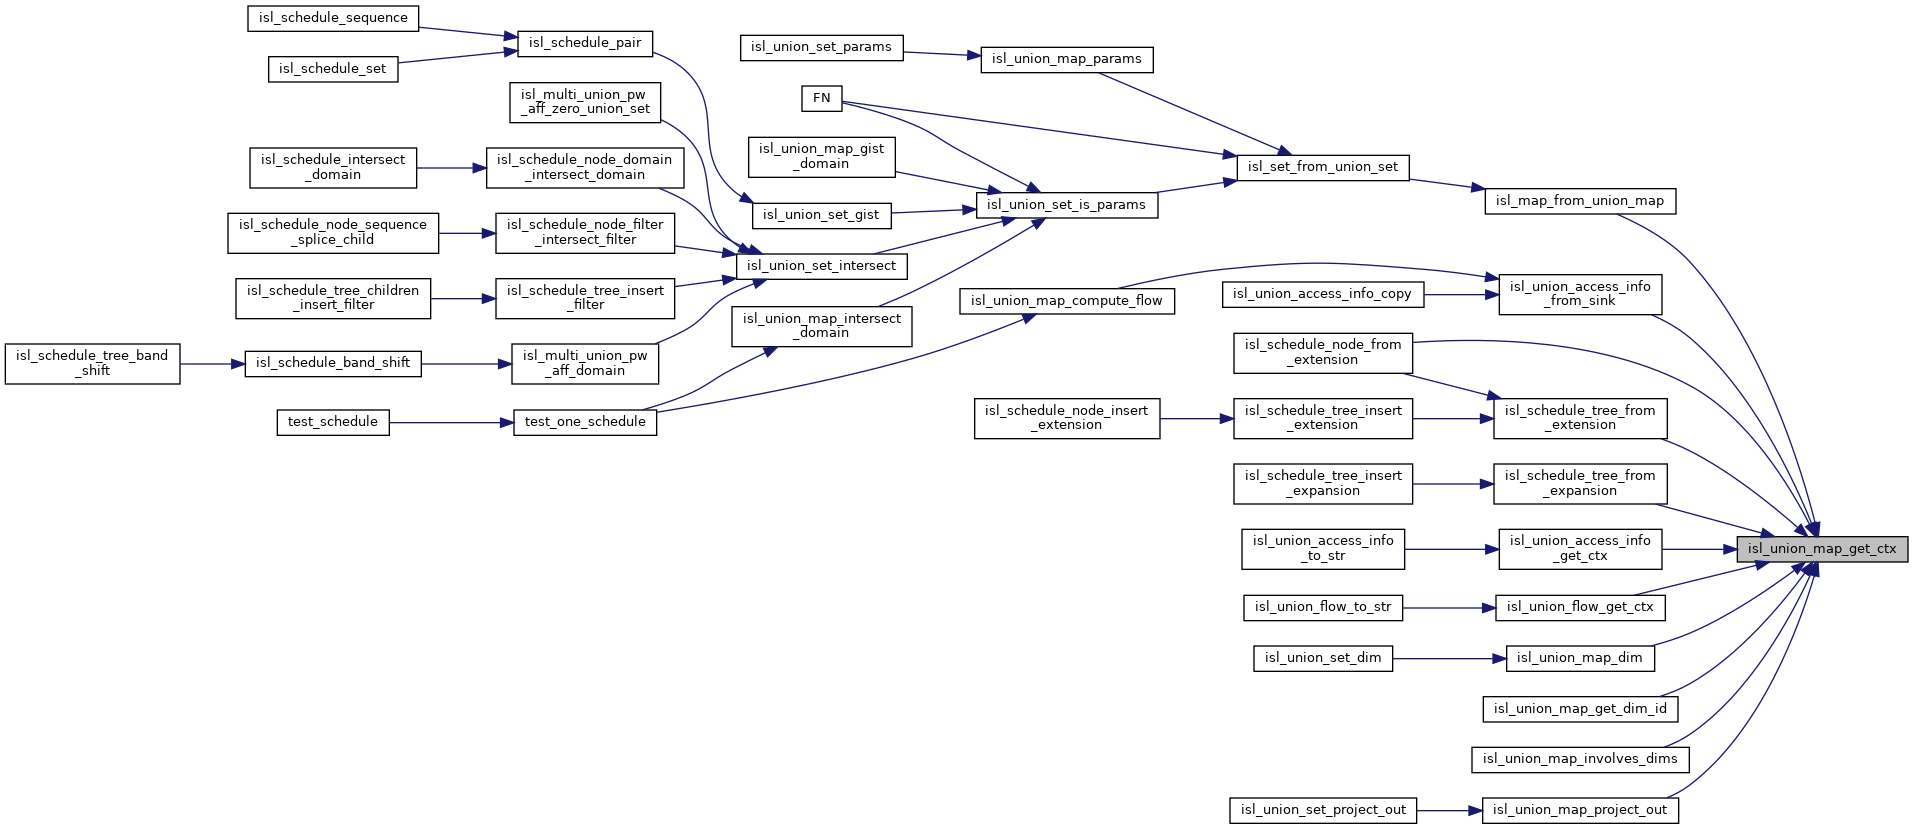 isl_schedule_sequence
isl_schedule_pair
isl_schedule_set
isl_union_set_params
isl_union_map_params
isl_multi_union_pw
_aff_zero_union_set
FN
isl_union_map_gist
_domain
isl_schedule_intersect
_domain
isl_schedule_node_domain
_intersect_domain
isl_set_from_union_set
isl_union_set_gist
isl_union_set_is_params
isl_map_from_union_map
isl_schedule_node_sequence
_splice_child
isl_schedule_node_filter
_intersect_filter
isl_union_set_intersect
isl_schedule_tree_children
_insert_filter
isl_schedule_tree_insert
_filter
isl_union_map_intersect
_domain
isl_union_map_compute_flow
isl_union_access_info_copy
isl_union_access_info
_from_sink
isl_schedule_tree_band
_shift
isl_schedule_band_shift
isl_multi_union_pw
_aff_domain
isl_schedule_node_from
_extension
test_schedule
test_one_schedule
isl_schedule_node_insert
_extension
isl_schedule_tree_insert
_extension
isl_schedule_tree_from
_extension
isl_schedule_tree_insert
_expansion
isl_schedule_tree_from
_expansion
isl_union_access_info
_to_str
isl_union_access_info
_get_ctx
isl_union_map_get_ctx
isl_union_flow_to_str
isl_union_flow_get_ctx
isl_union_set_dim
isl_union_map_dim
isl_union_map_get_dim_id
isl_union_map_involves_dims
isl_union_set_project_out
isl_union_map_project_out